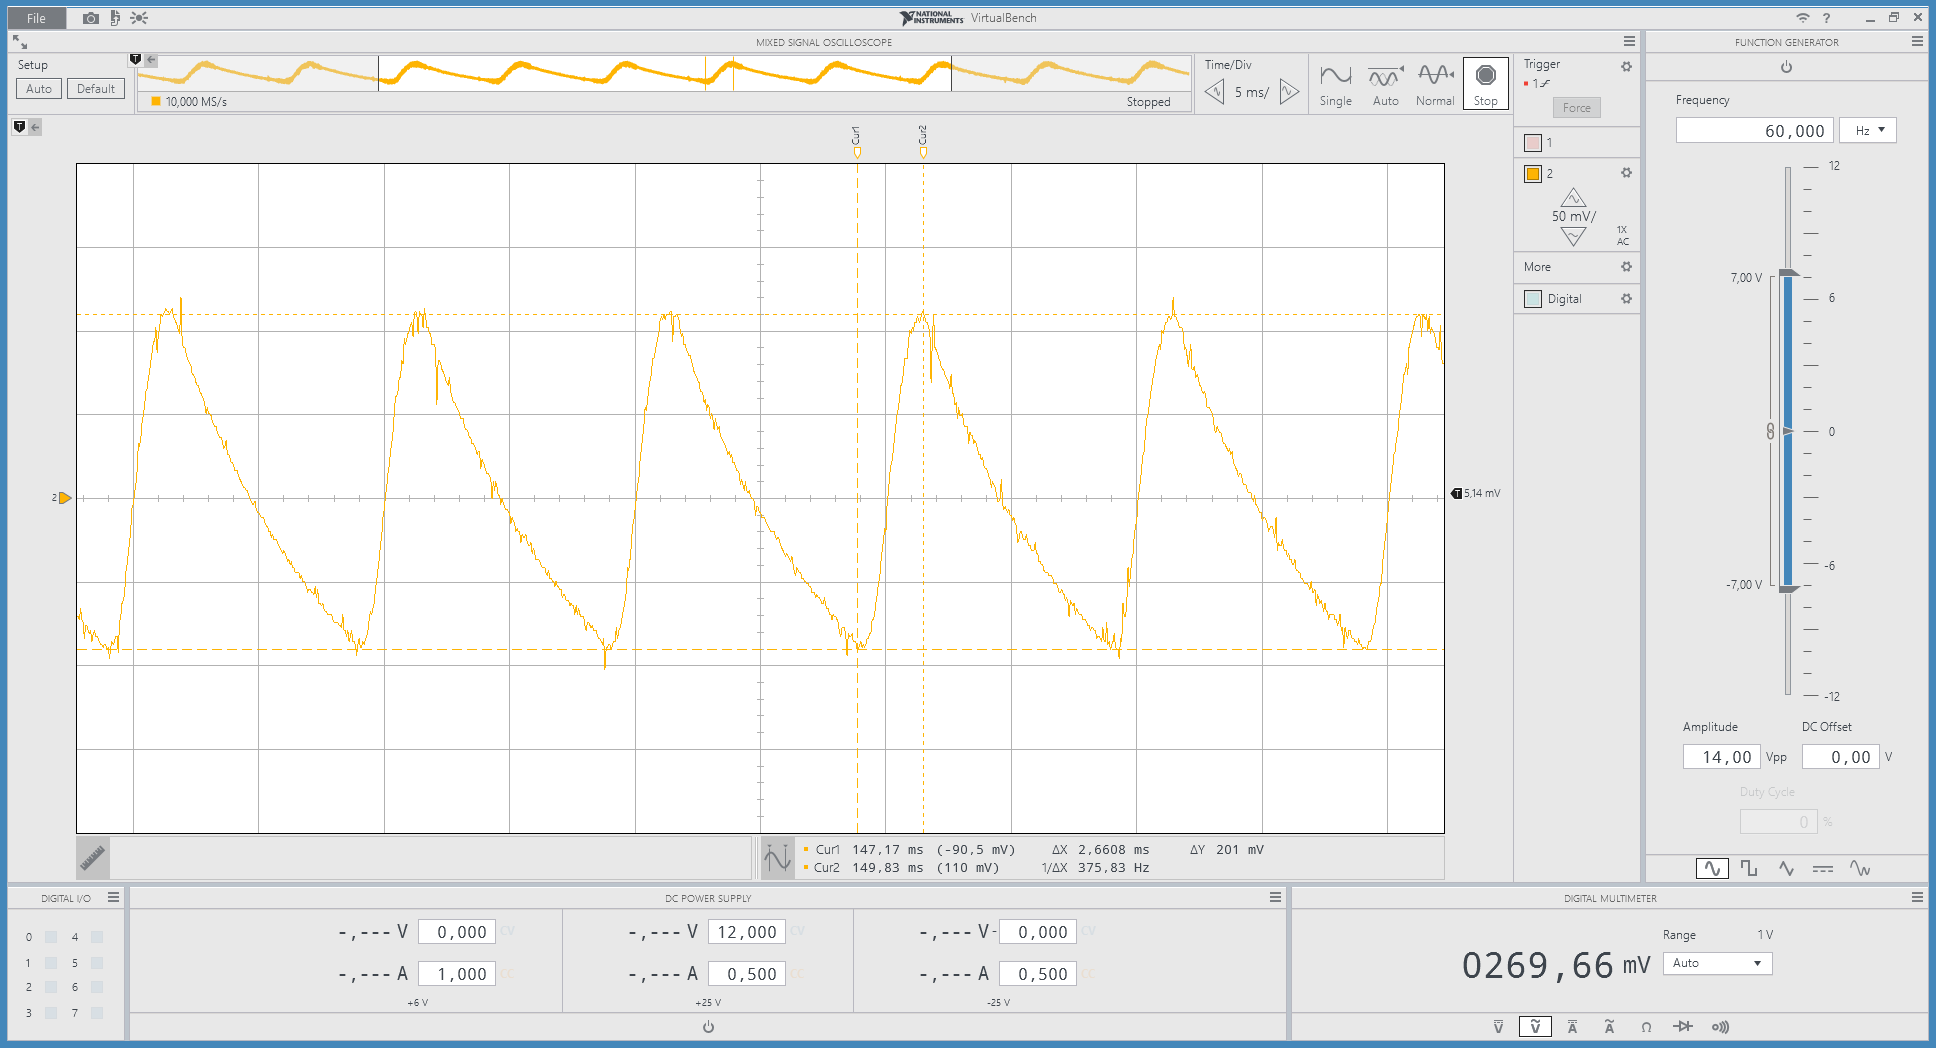 File
NATIONAL INSTRUMENTS VirtualBench
?
MIXED SIGNAL OSCILLOSCOPE
FUNCTION GENERATOR
Setup
Auto Default
T
10,000 MS/s
Stopped
Time/Div
5 ms/
Single Auto Normal Stop
Trigger
1
Force
T
Cur1 Cur2
1
2
50 mV/
1X
AC
More
Digital
2
T 5,14 mV
Frequency
60,000 Hz
12
7,00 V
6
0
-6
-7,00 V
-12
Amplitude DC Offset
14,00 Vpp 0,00 V
Duty Cycle
0 %
Cur1 147,17 ms (-90,5 mV) ΔX 2,6608 ms ΔY 201 mV
Cur2 149,83 ms (110 mV) 1/ΔX 375,83 Hz
DIGITAL I/O
0 4
1 5
2 6
3 7
DC POWER SUPPLY
-,--- V 0,000 CV -,--- V 12,000 CV -,--- V - 0,000 CV
-,--- A 1,000 CC -,--- A 0,500 CC -,--- A 0,500 CC
+6 V +25 V -25 V
DIGITAL MULTIMETER
Range 1 V
0269,66 mV Auto
V V A A Ω